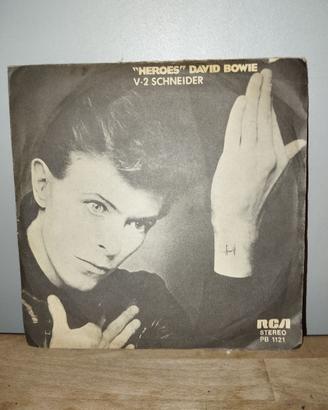 "HEROES" DAVID BOWIE
V-2 SCHNEIDER
RCA
STEREO
PB 1121